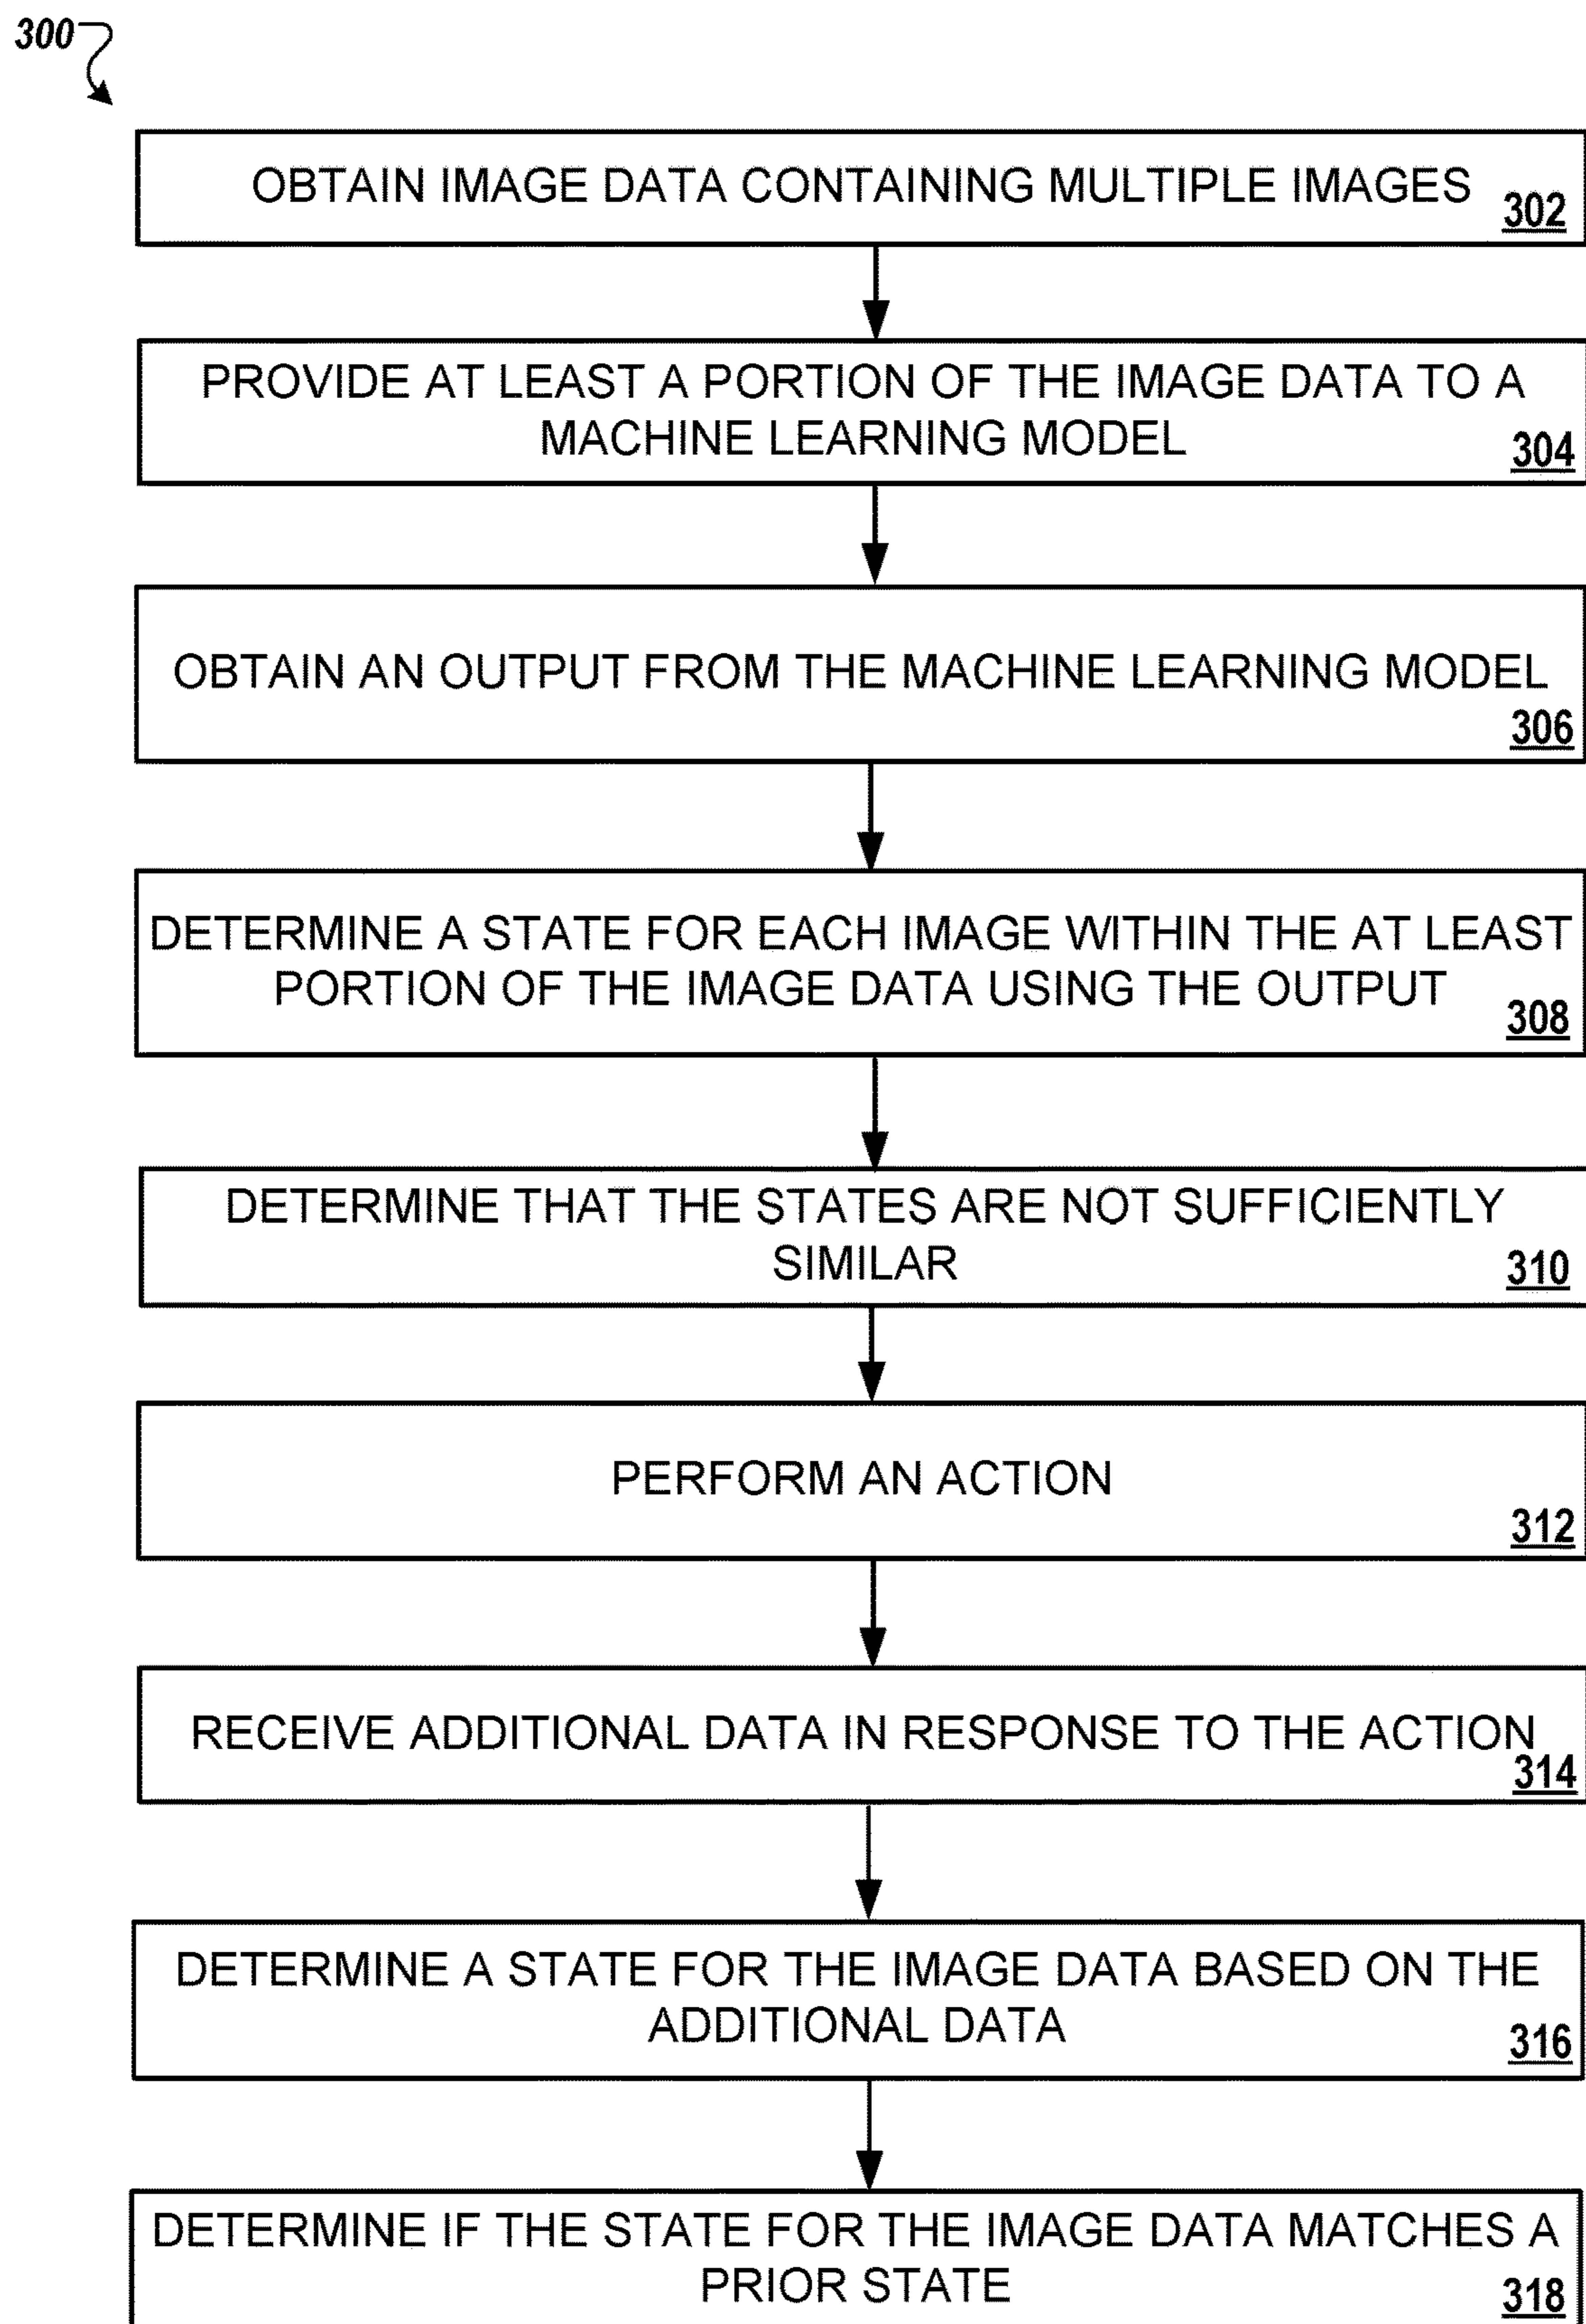 300
OBTAIN IMAGE DATA CONTAINING MULTIPLE IMAGES
302
PROVIDE AT LEAST A PORTION OF THE IMAGE DATA TO A
MACHINE LEARNING MODEL
304
OBTAIN AN OUTPUT FROM THE MACHINE LEARNING MODEL
306
DETERMINE A STATE FOR EACH IMAGE WITHIN THE AT LEAST
PORTION OF THE IMAGE DATA USING THE OUTPUT
308
DETERMINE THAT THE STATES ARE NOT SUFFICIENTLY
SIMILAR
310
PERFORM AN ACTION
312
RECEIVE ADDITIONAL DATA IN RESPONSE TO THE ACTION
314
DETERMINE A STATE FOR THE IMAGE DATA BASED ON THE
ADDITIONAL DATA
316
DETERMINE IF THE STATE FOR THE IMAGE DATA MATCHES A
PRIOR STATE
318